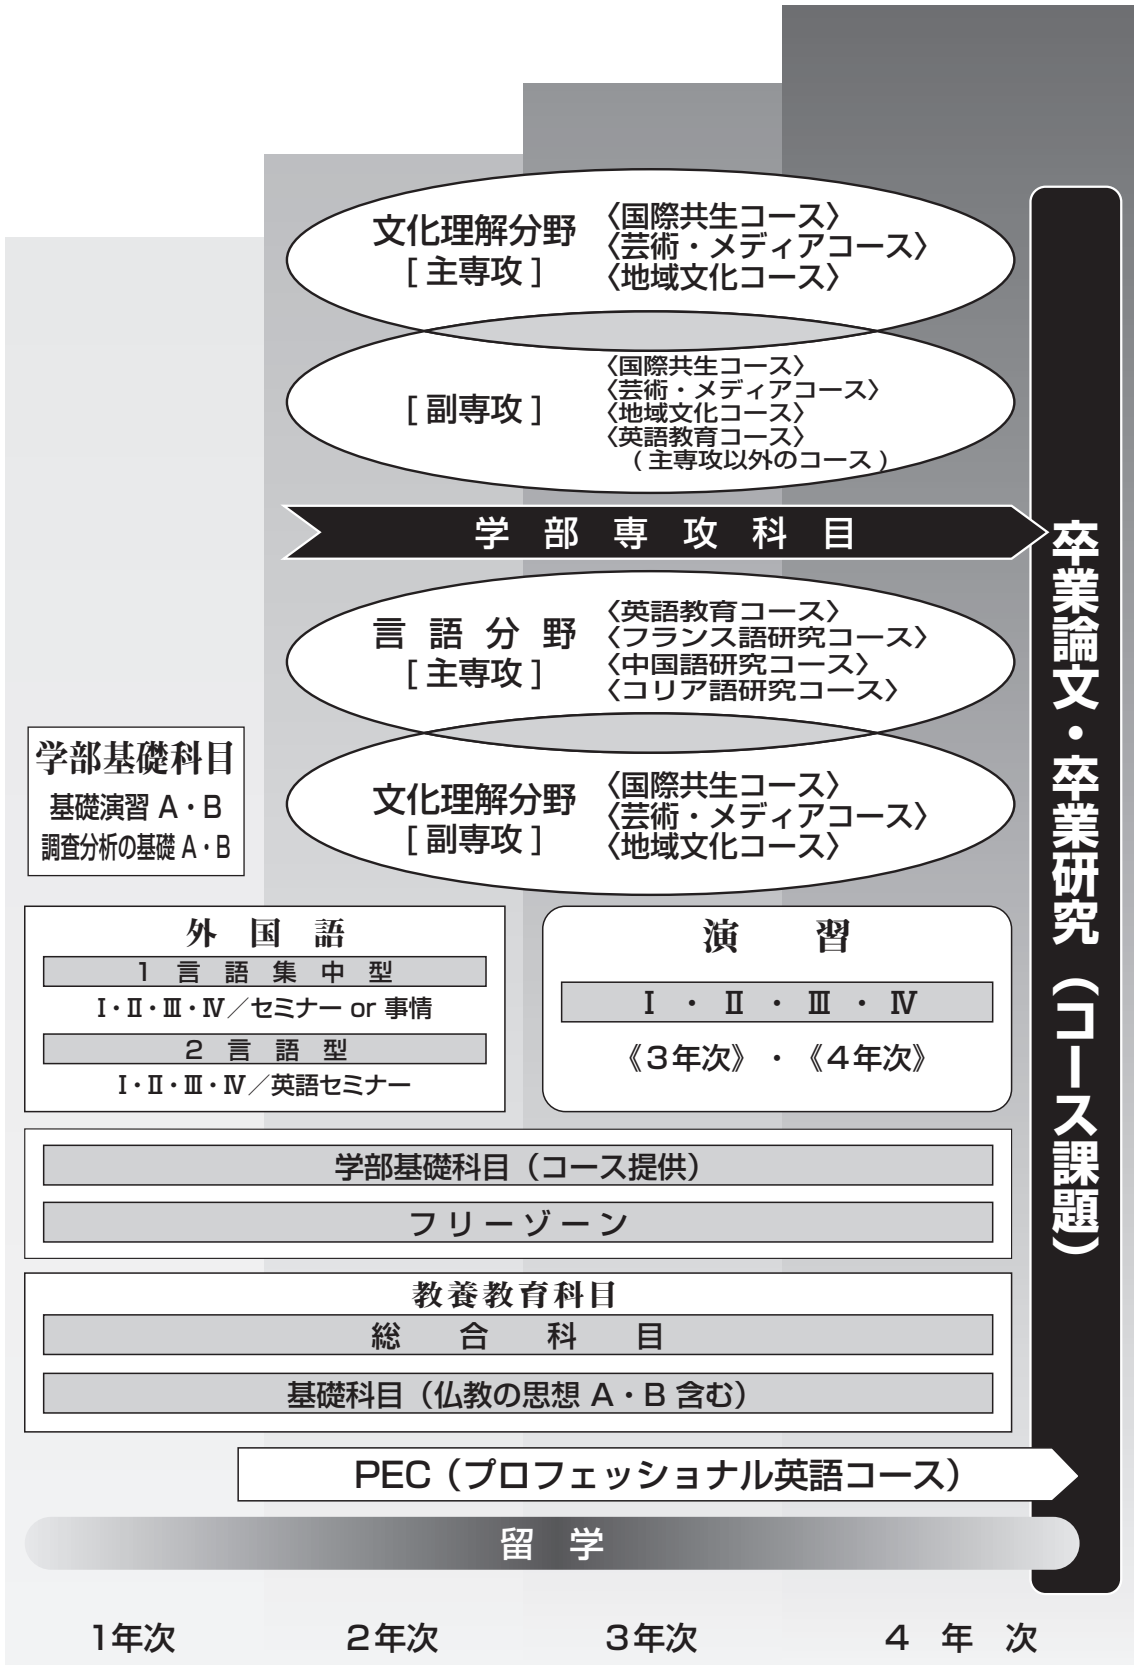 文化理解分野
[ 主専攻 ]
〈国際共生コース〉
〈芸術・メディアコース〉
〈地域文化コース〉
[ 副専攻 ]
〈国際共生コース〉
〈芸術・メディアコース〉
〈地域文化コース〉
〈英語教育コース〉
( 主専攻以外のコース )
学部専攻科目
言語分野
[ 主専攻 ]
〈英語教育コース〉
〈フランス語研究コース〉
〈中国語研究コース〉
〈コリア語研究コース〉
文化理解分野
[ 副専攻 ]
〈国際共生コース〉
〈芸術・メディアコース〉
〈地域文化コース〉
学部基礎科目
基礎演習 A・B
調査分析の基礎 A・B
外国語
1言語集中型
Ⅰ・Ⅱ・Ⅲ・Ⅳ／セミナー or 事情
2言語型
Ⅰ・Ⅱ・Ⅲ・Ⅳ／英語セミナー
演習
Ⅰ・Ⅱ・Ⅲ・Ⅳ
《3年次》・《4年次》
学部基礎科目（コース提供）
フリーゾーン
教養教育科目
総合科目
基礎科目（仏教の思想 A・B 含む）
PEC（プロフェッショナル英語コース）
留学
卒業論文・卒業研究（コース課題）
1年次
2年次
3年次
4年次